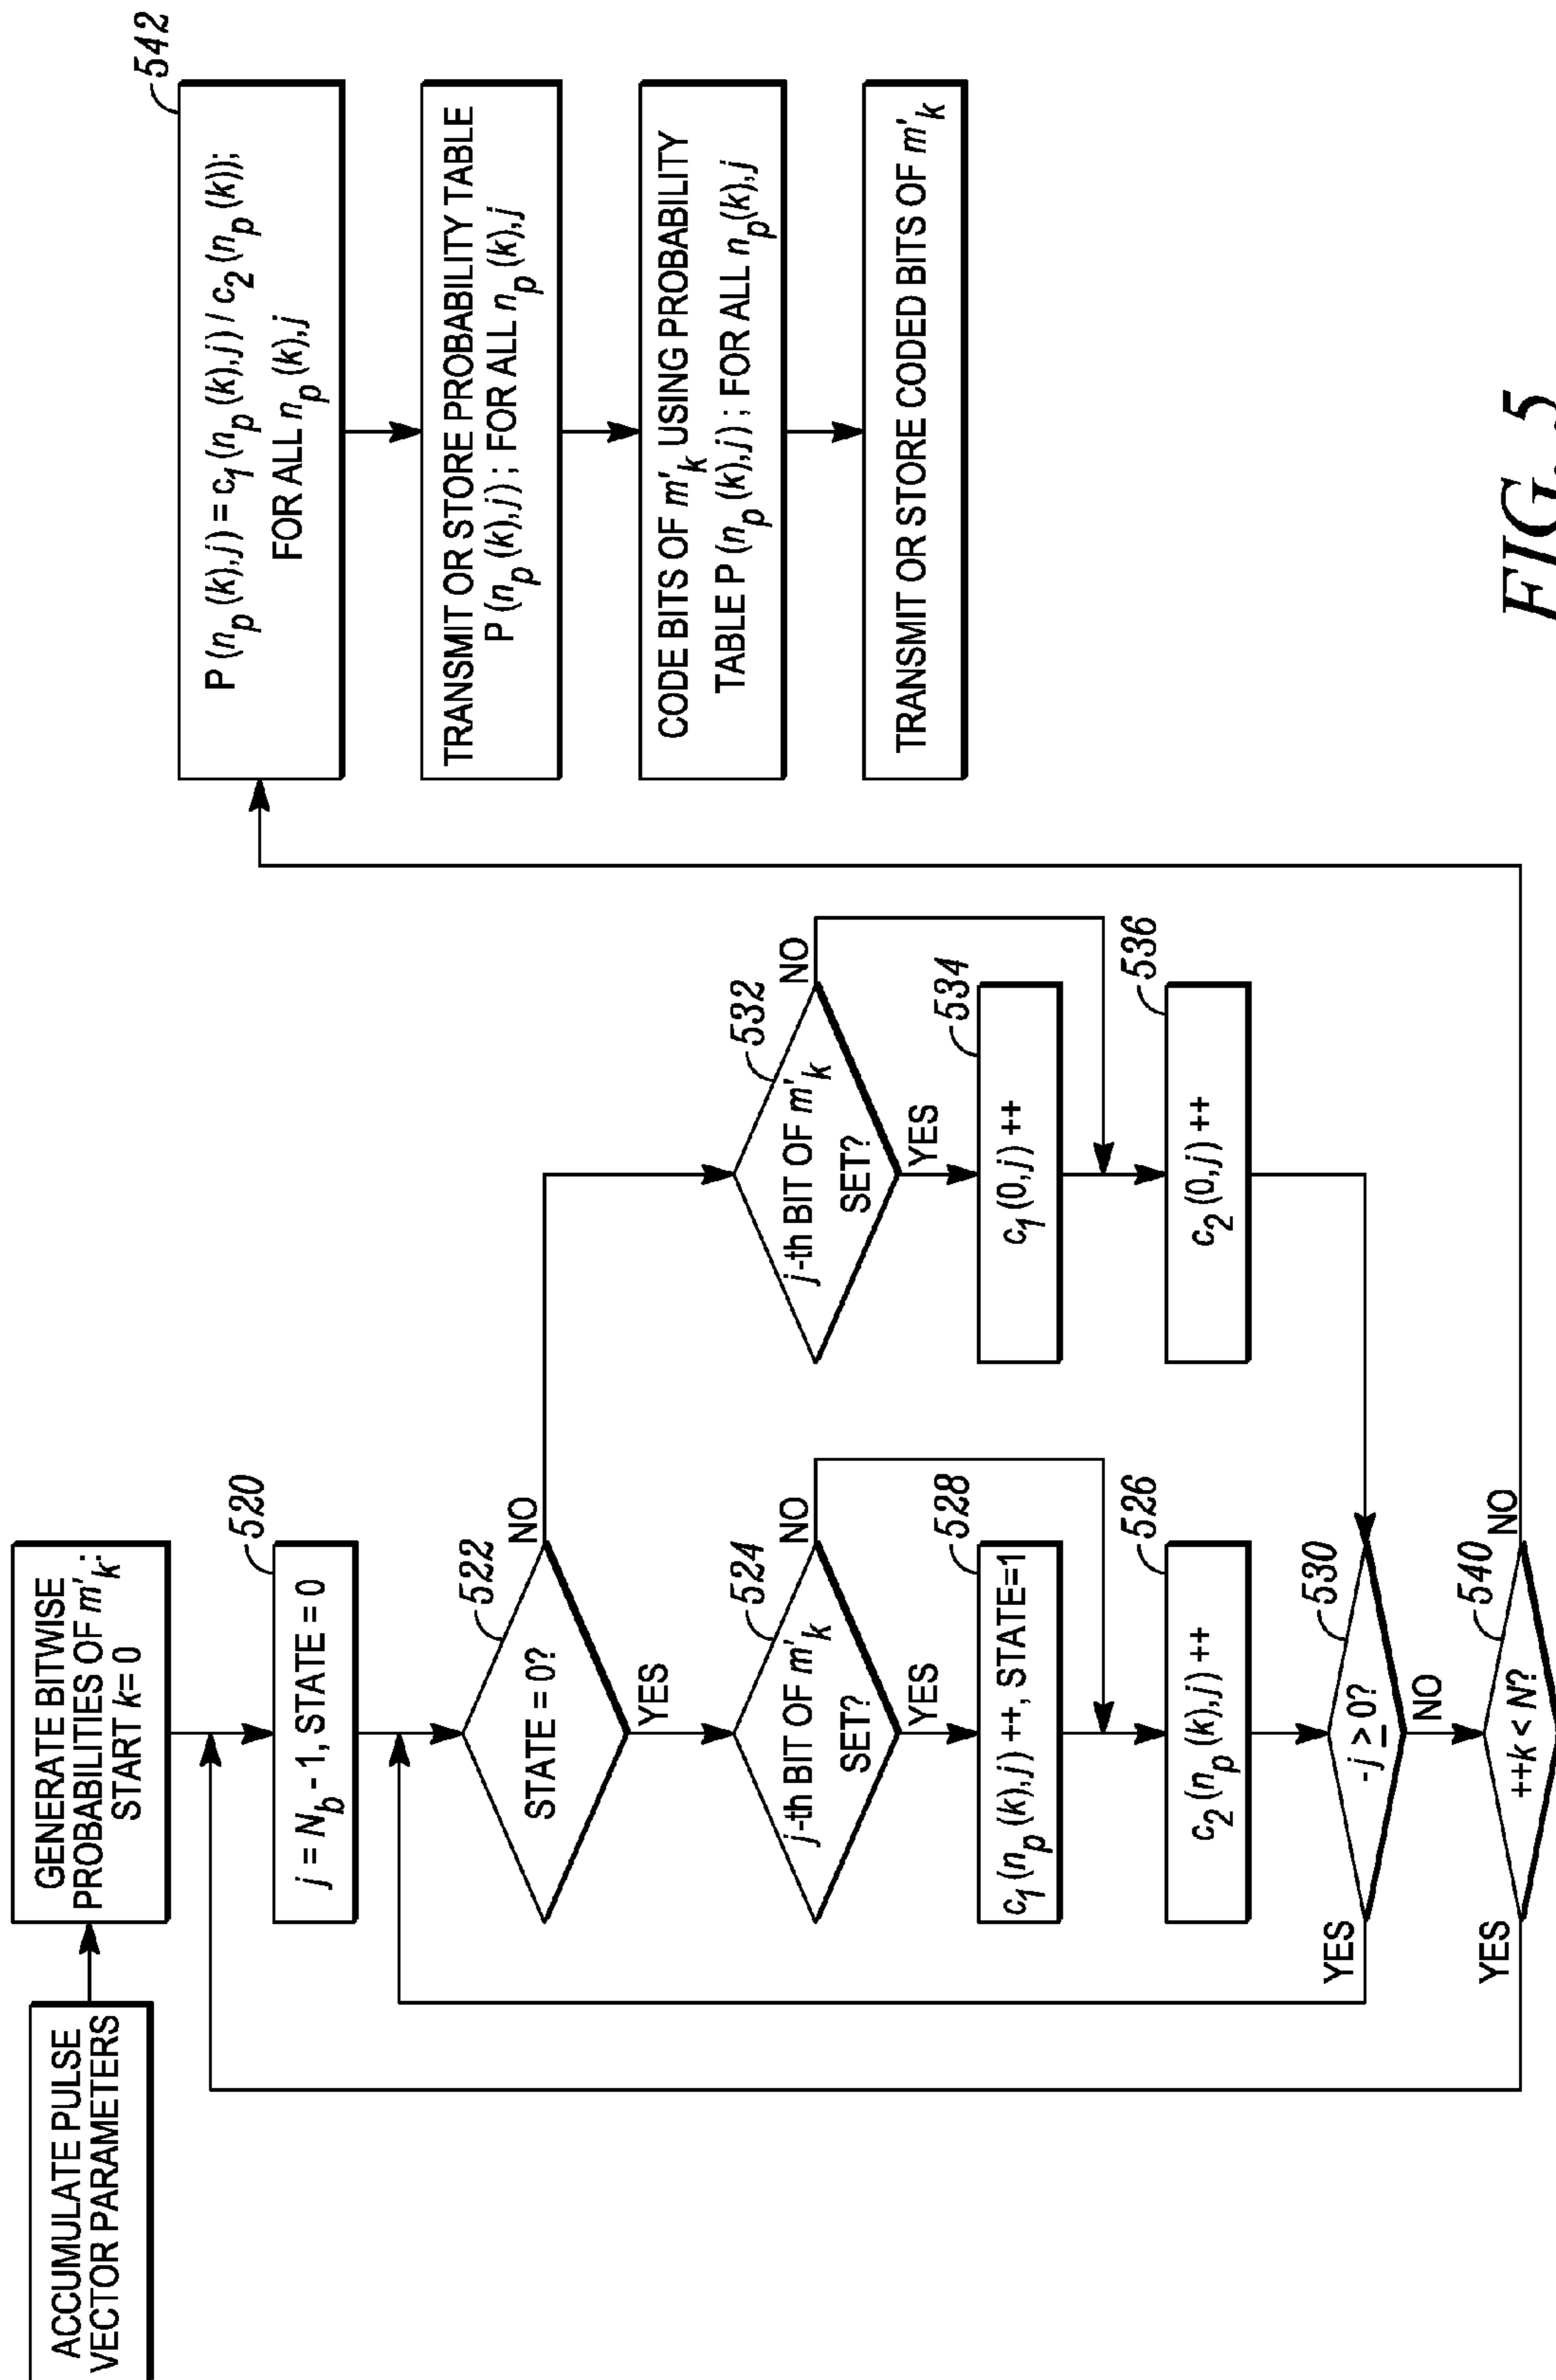 ACCUMULATE PULSE
VECTOR PARAMETERS
GENERATE BITWISE
PROBABILITIES OF m'k:
START k= 0
520
j = Nb - 1, STATE = 0
522
STATE = 0?
NO
YES
524
j-th BIT OF m'k
SET?
NO
YES
528
c1 (np (k),j) ++, STATE=1
526
c2 (np (k),j) ++
532
j-th BIT OF m'k
SET?
NO
YES
534
c1 (0,j) ++
536
c2 (0,j) ++
530
-j ≥ 0?
YES
NO
540
++k < N?
YES
NO
542
P (np (k),j) = c1 (np (k),j)) / c2 (np (k));
FOR ALL np (k),j
TRANSMIT OR STORE PROBABILITY TABLE
P (np (k),j)) ; FOR ALL np (k),j
CODE BITS OF m'k USING PROBABILITY
TABLE P (np (k),j)) ; FOR ALL np(k),j
TRANSMIT OR STORE CODED BITS OF m'k
FIG. 5